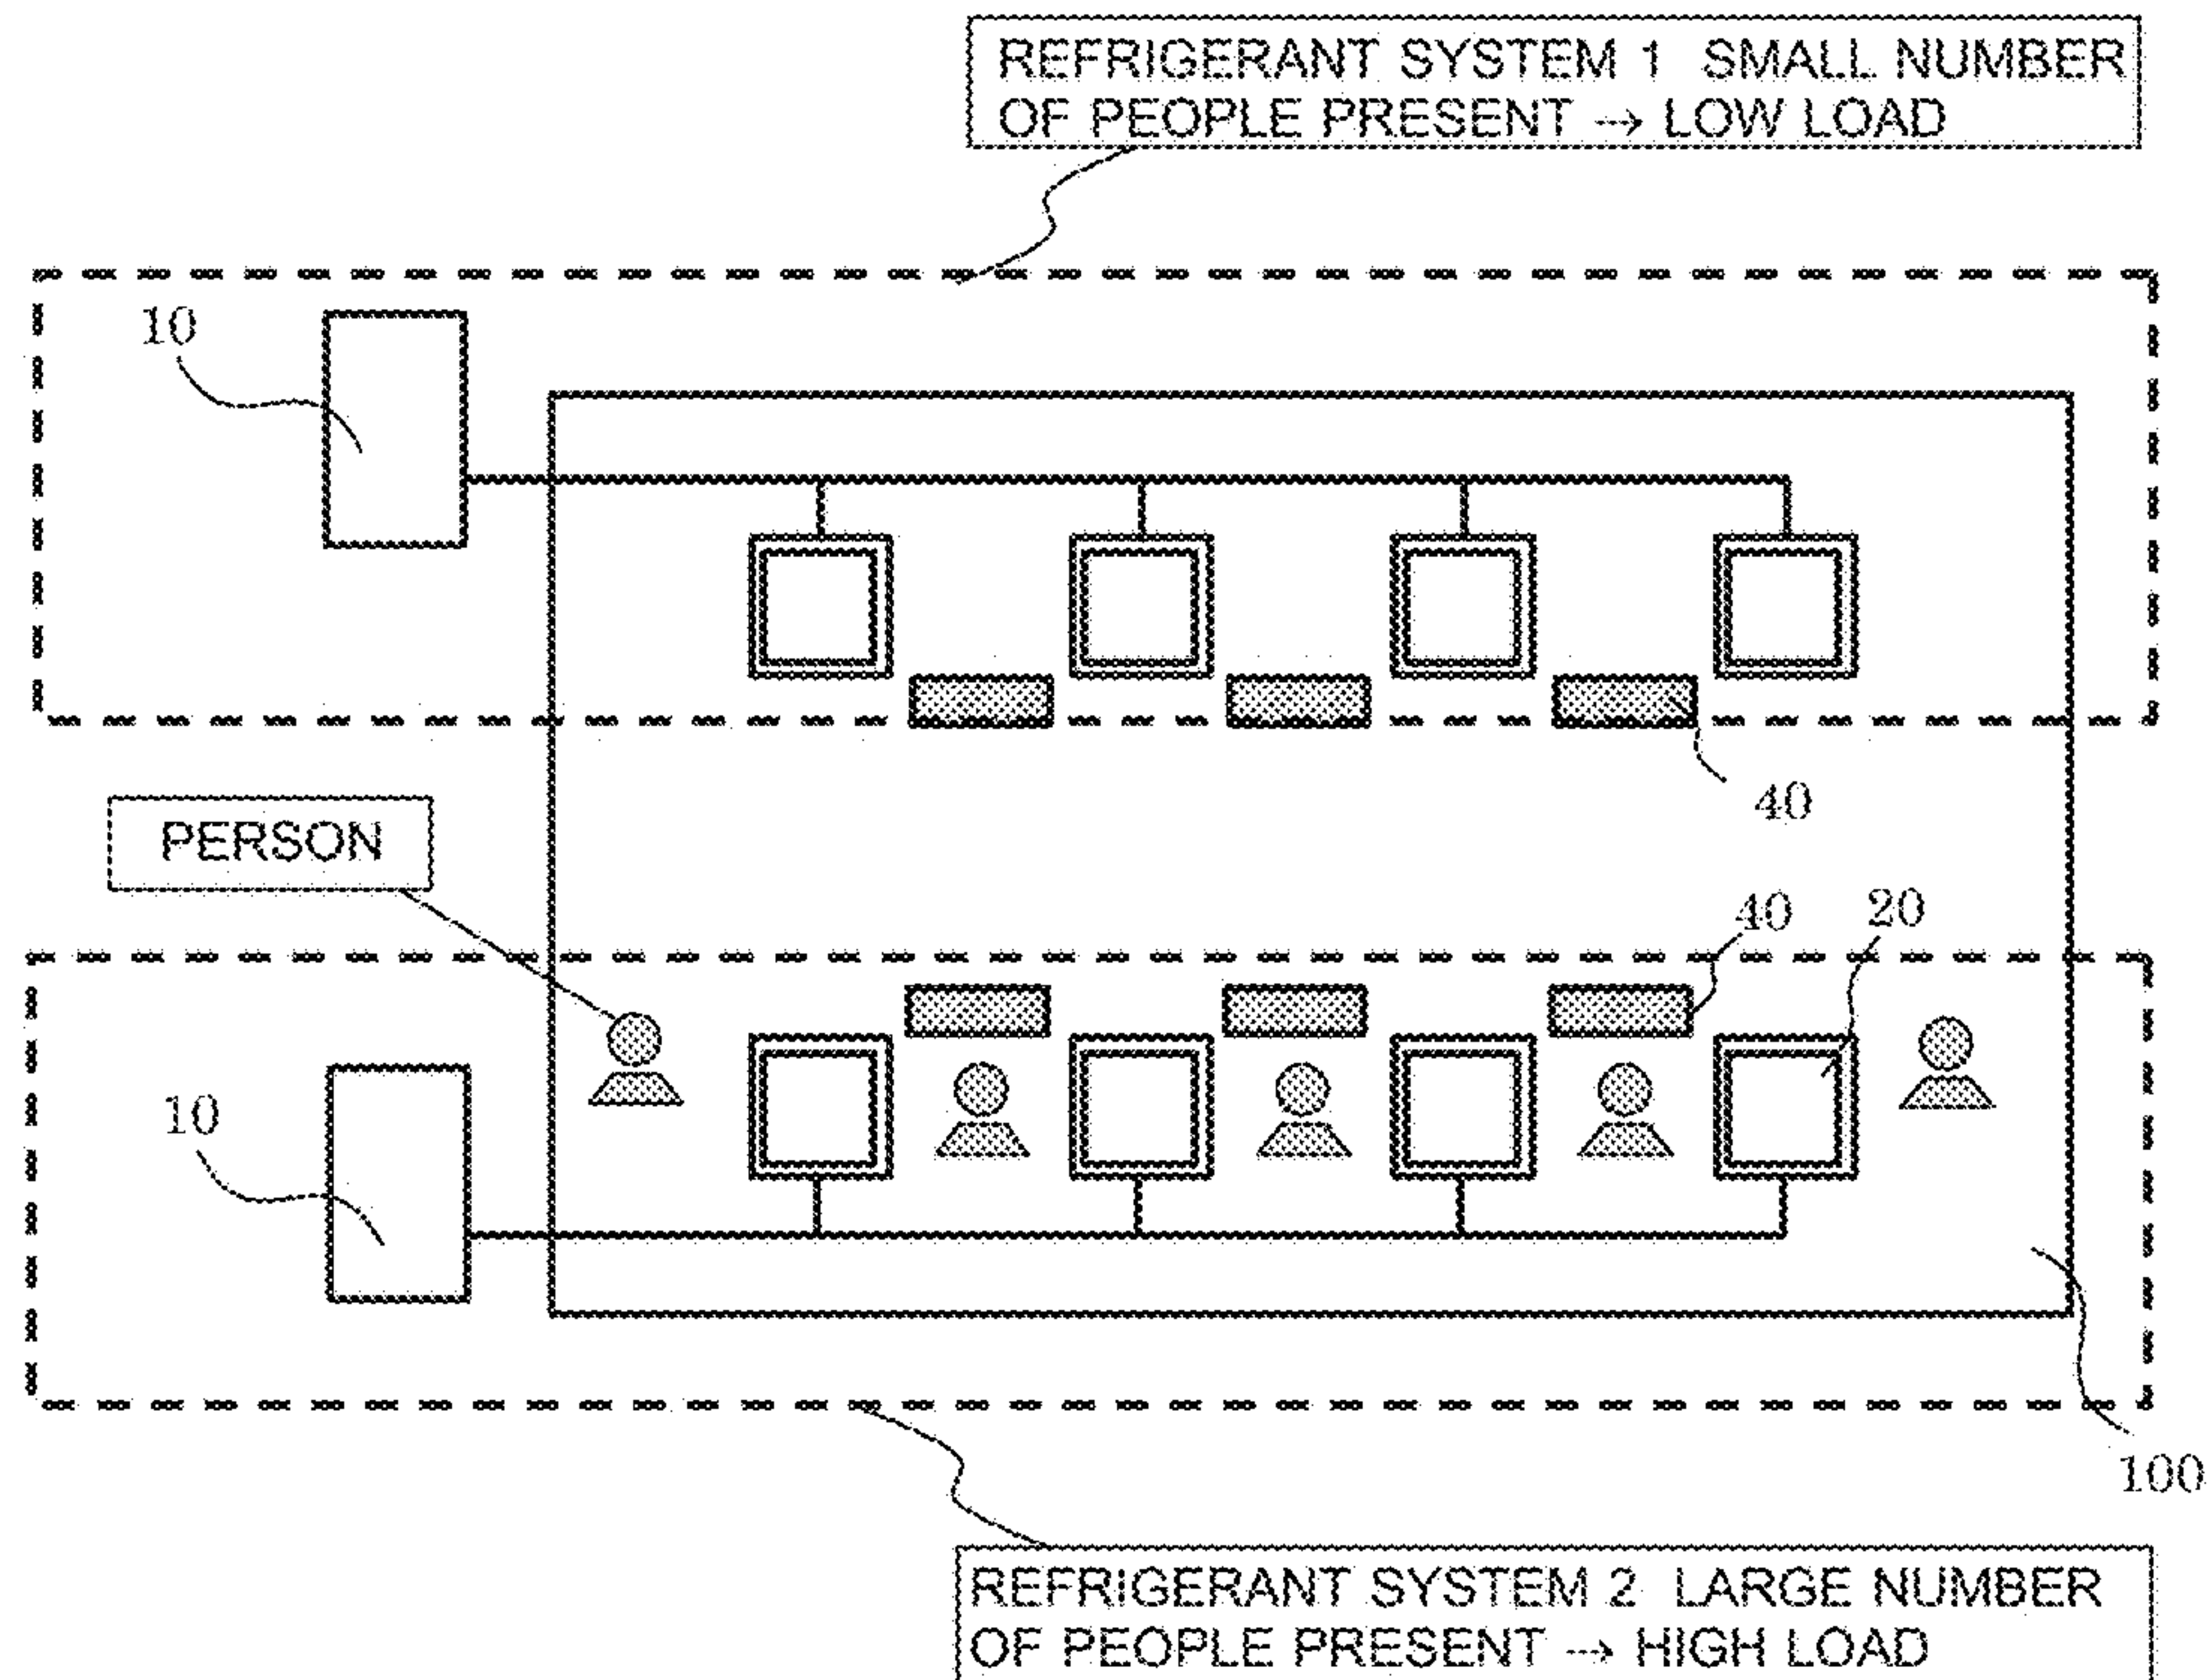 REFRIGERANT SYSTEM 1 SMALL NUMBER
OF PEOPLE PRESENT → LOW LOAD
10
40
PERSON
40
20
10
100
REFRIGERANT SYSTEM 2 LARGE NUMBER
OF PEOPLE PRESENT → HIGH LOAD